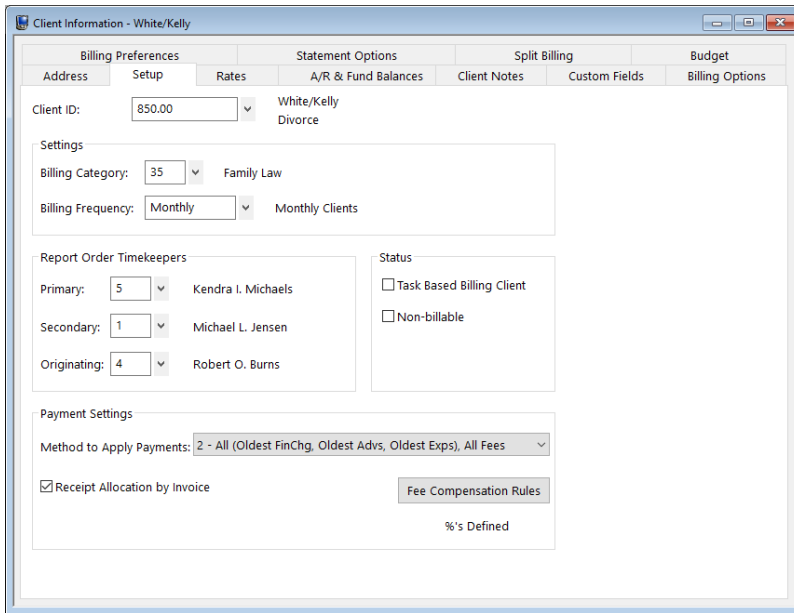 Client Information - White/Kelly
Billing Preferences Statement Options Split Billing Budget
Address Setup Rates A/R & Fund Balances Client Notes Custom Fields Billing Options
Client ID: 850.00 White/Kelly
Divorce
Settings
Billing Category: 35 Family Law
Billing Frequency: Monthly Monthly Clients
Report Order Timekeepers
Primary: 5 Kendra I. Michaels
Secondary: 1 Michael L. Jensen
Originating: 4 Robert O. Burns
Status
Task Based Billing Client
Non-billable
Payment Settings
Method to Apply Payments: 2 - All (Oldest FinChg, Oldest Advs, Oldest Exps), All Fees
Receipt Allocation by Invoice
Fee Compensation Rules
%'s Defined